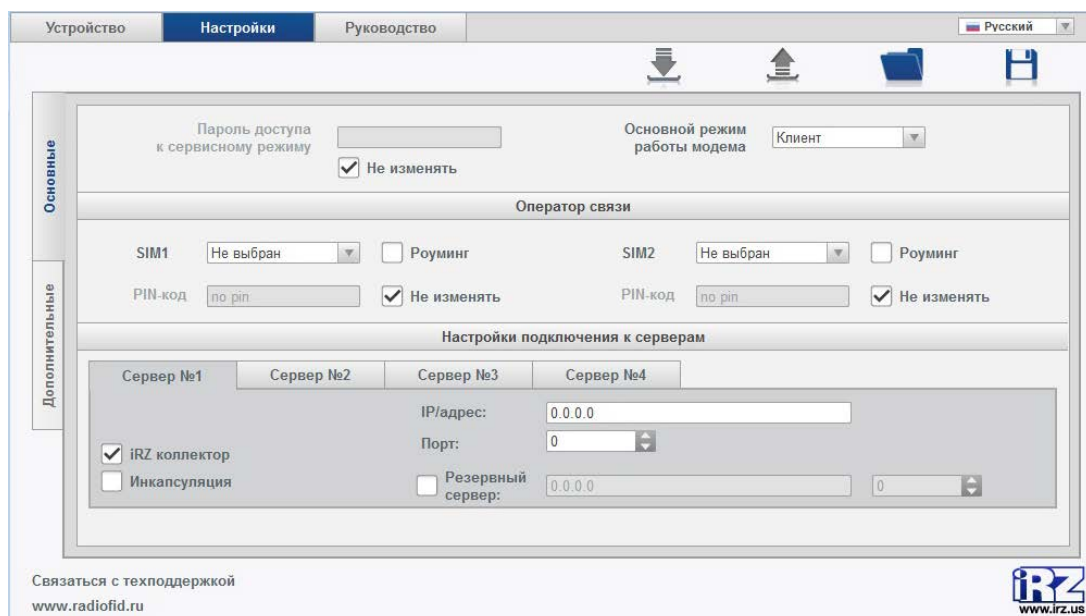 Устройство
Настройки
Руководство
Русский
Основные
Дополнительные
Пароль доступа
к сервисному режиму
Не изменять
Основной режим
работы модема
Клиент
Оператор связи
SIM1
Не выбран
Роуминг
SIM2
Не выбран
Роуминг
PIN-код
no pin
Не изменять
PIN-код
no pin
Не изменять
Настройки подключения к серверам
Сервер №1
Сервер №2
Сервер №3
Сервер №4
IP/адрес:
0.0.0.0
Порт:
0
iRZ коллектор
Инкапсуляция
Резервный
сервер:
0.0.0.0
0
Связаться с техподдержкой
www.radiofid.ru
iRZ
www.irz.us